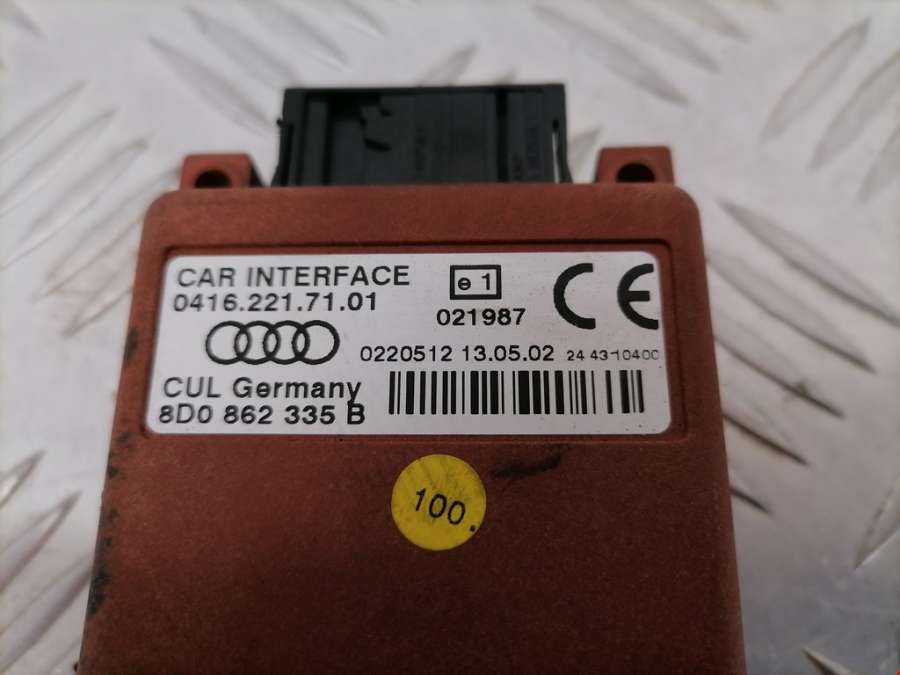 CAR INTERFACE
0416.221.71.01
e 1
021987
CE
0220512 13.05.02 24 43-10400
CUL Germany
8D0 862 335 B
100.